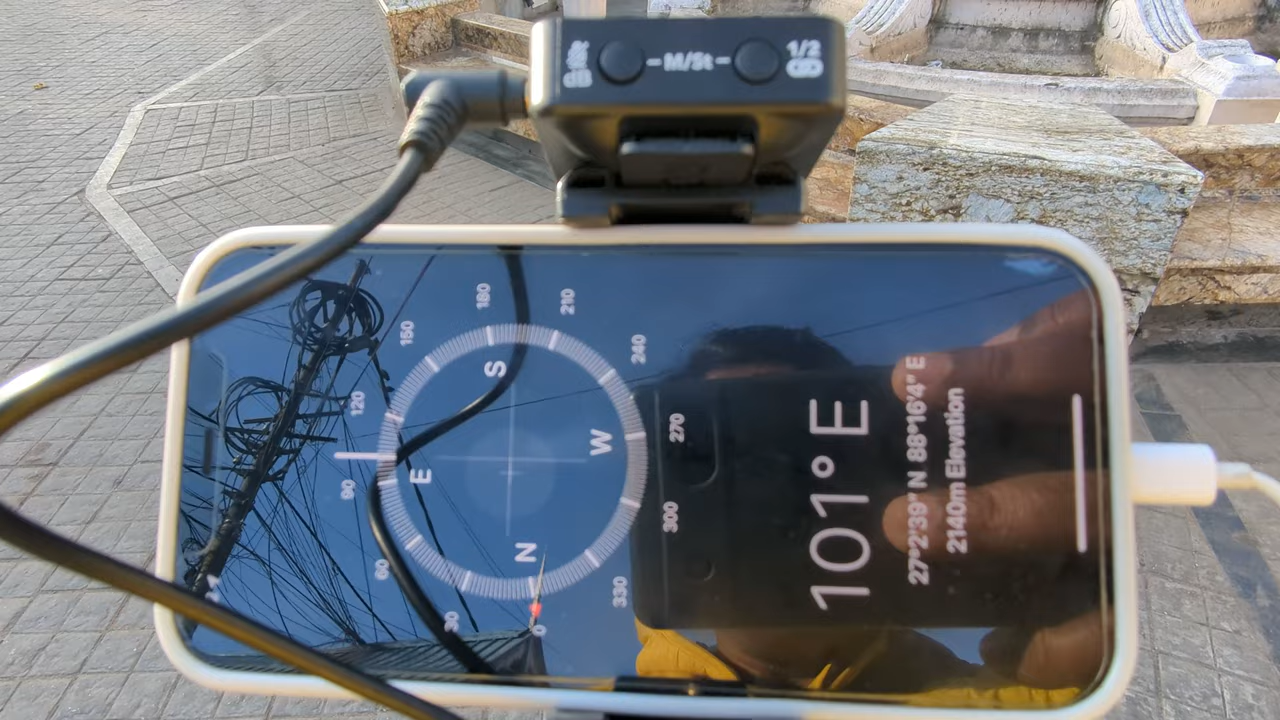 dB
M/St
1/2
180
210
150
240
120
270
90
300
60
330
30
0
S
W
E
N
101° E
27°2'39" N 88°16'4" E
2140m Elevation